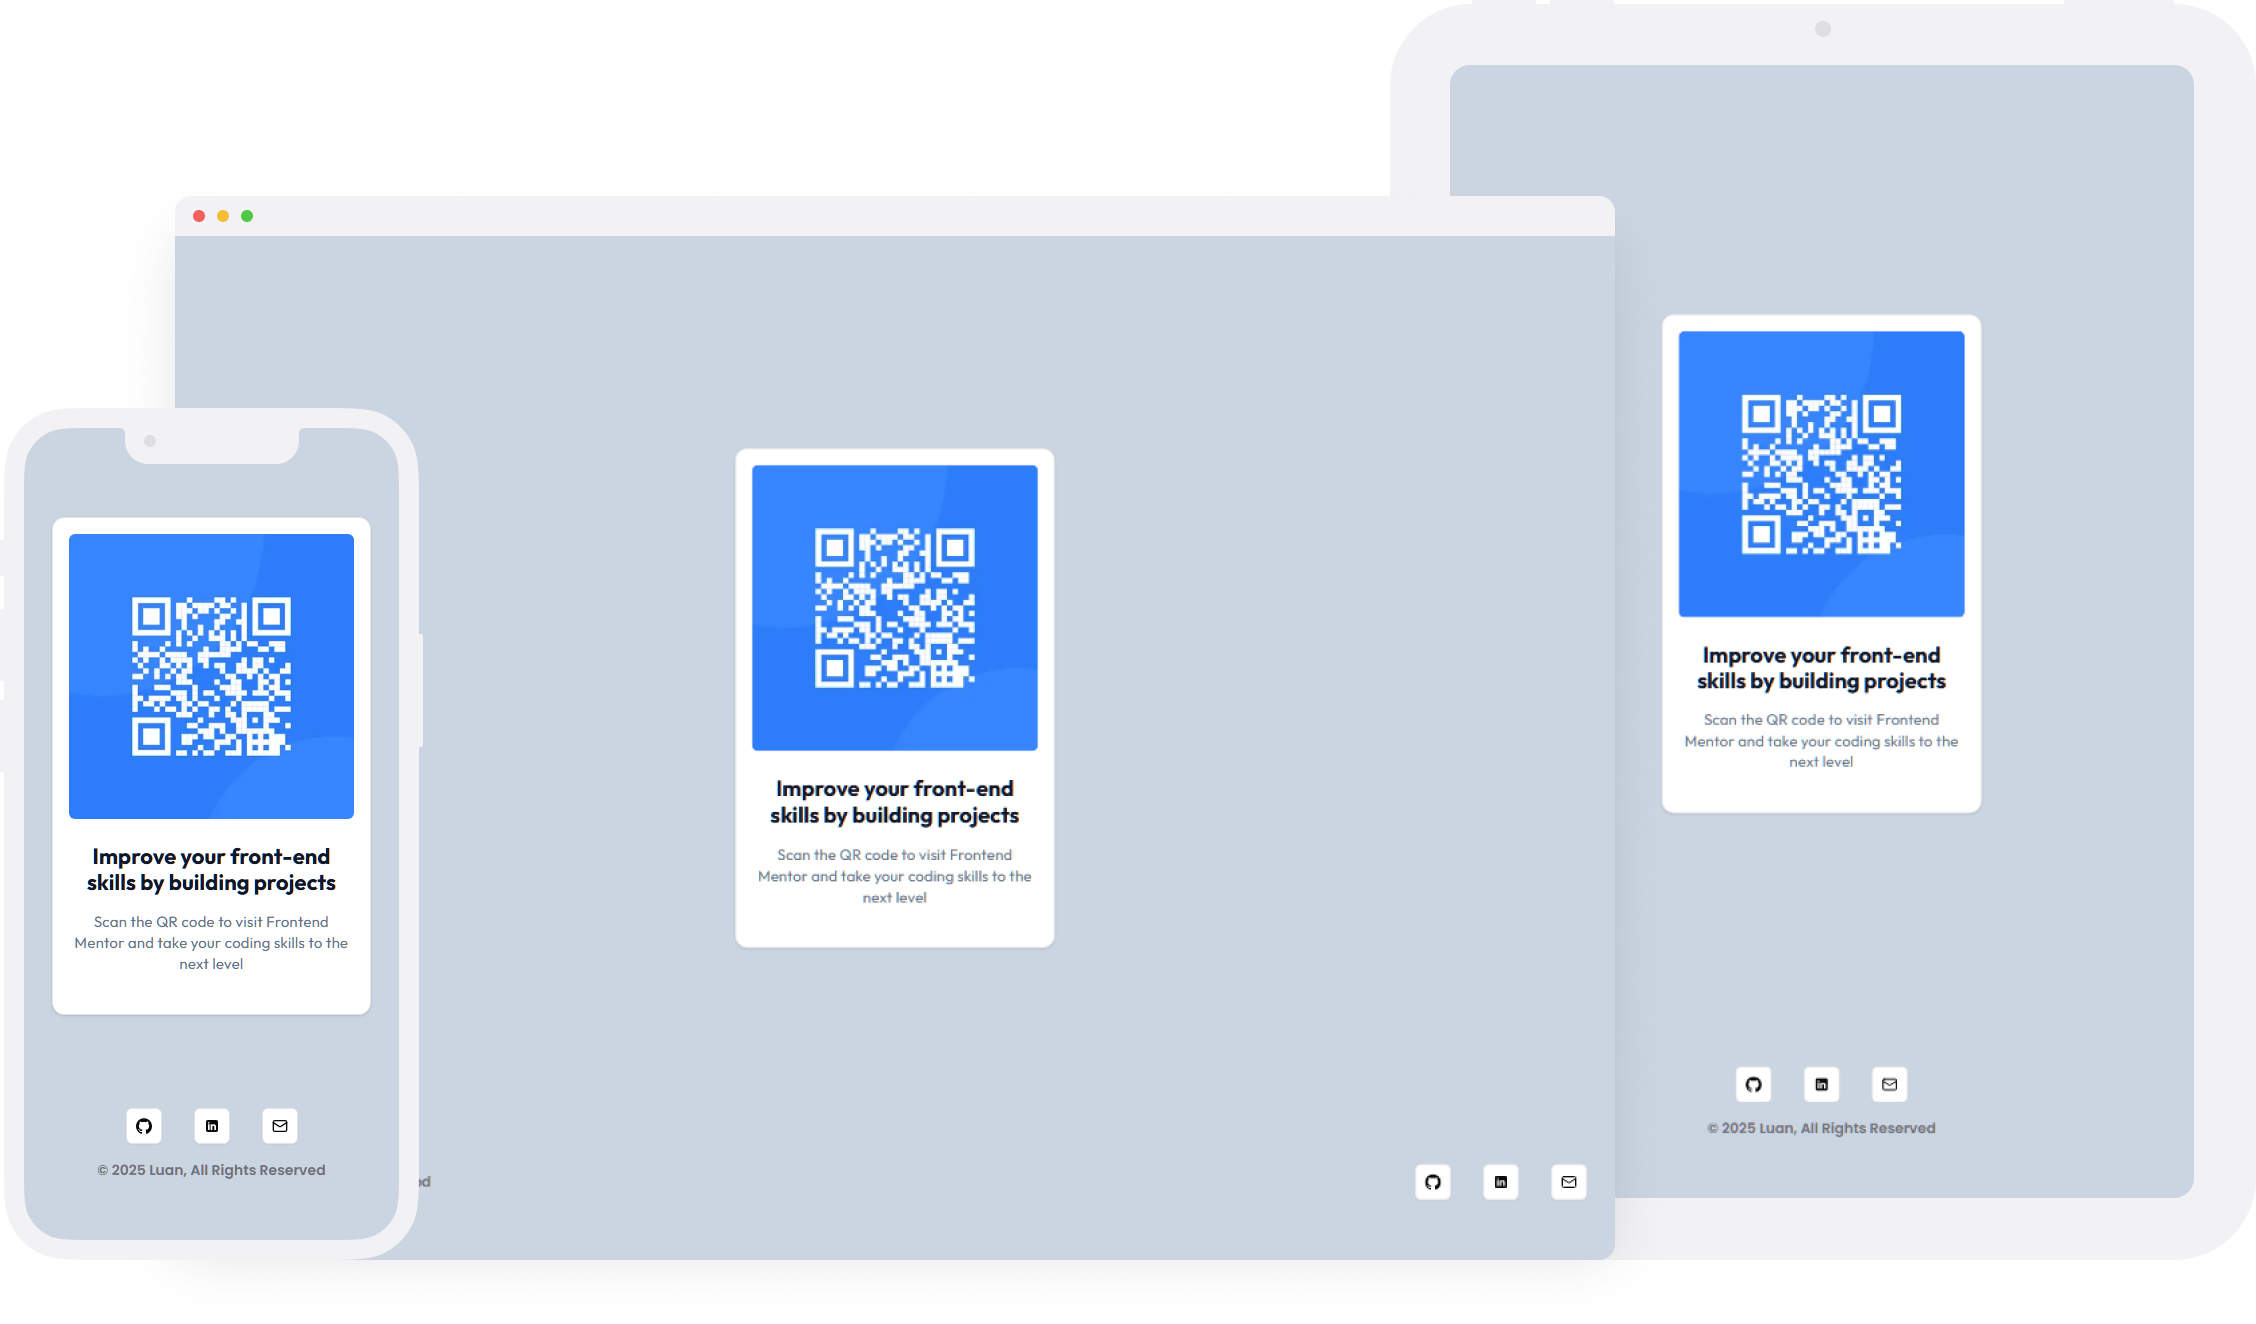 Improve your front-end
skills by building projects
Scan the QR code to visit Frontend
Mentor and take your coding skills to the
next level
© 2025 Luan, All Rights Reserved
Improve your front-end
skills by building projects
Scan the QR code to visit Frontend
Mentor and take your coding skills to the
next level
Improve your front-end
skills by building projects
Scan the QR code to visit Frontend
Mentor and take your coding skills to the
next level
© 2025 Luan, All Rights Reserved